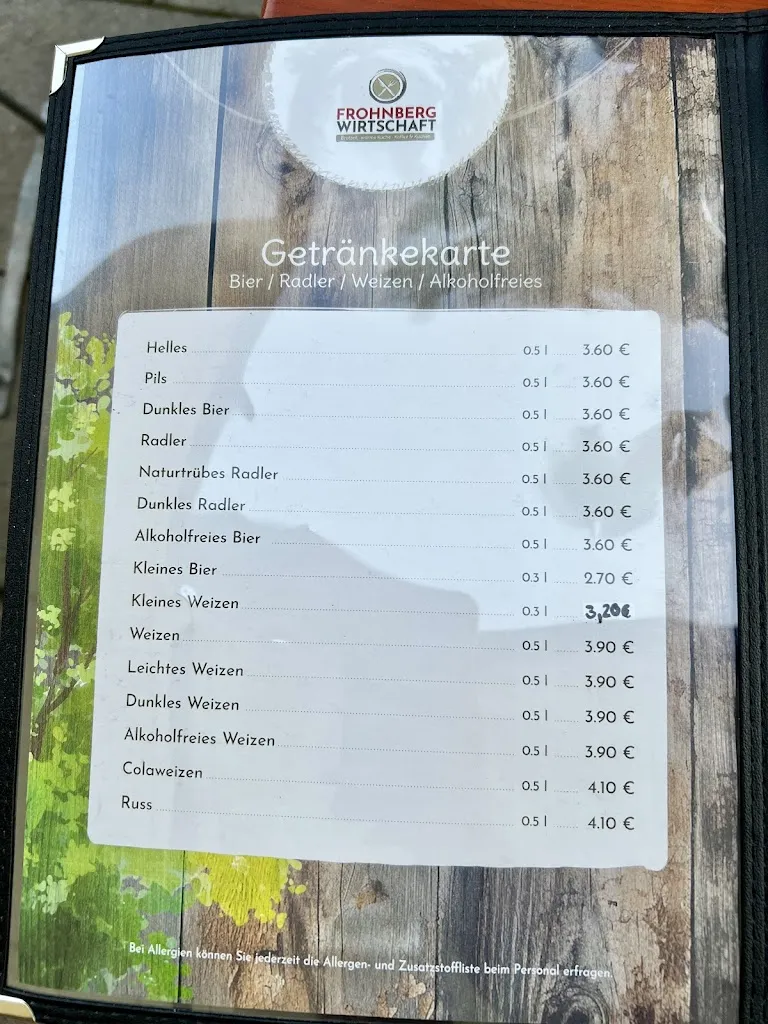 FROHNBERG
WIRTSCHAFT
Getränkekarte
Bier / Radler / Weizen / Alkoholfreies
Helles 0.5 l 3.60 €
Pils 0.5 l 3.60 €
Dunkles Bier 0.5 l 3.60 €
Radler 0.5 l 3.60 €
Naturtrübes Radler 0.5 l 3.60 €
Dunkles Radler 0.5 l 3.60 €
Alkoholfreies Bier 0.5 l 3.60 €
Kleines Bier 0.3 l 2.70 €
Kleines Weizen 0.3 l 3,20€
Weizen 0.5 l 3.90 €
Leichtes Weizen 0.5 l 3.90 €
Dunkles Weizen 0.5 l 3.90 €
Alkoholfreies Weizen 0.5 l 3.90 €
Colaweizen 0.5 l 4.10 €
Russ 0.5 l 4.10 €
Bei Allergien können Sie jederzeit die Allergen- und Zusatzstoffliste beim Personal erfragen.